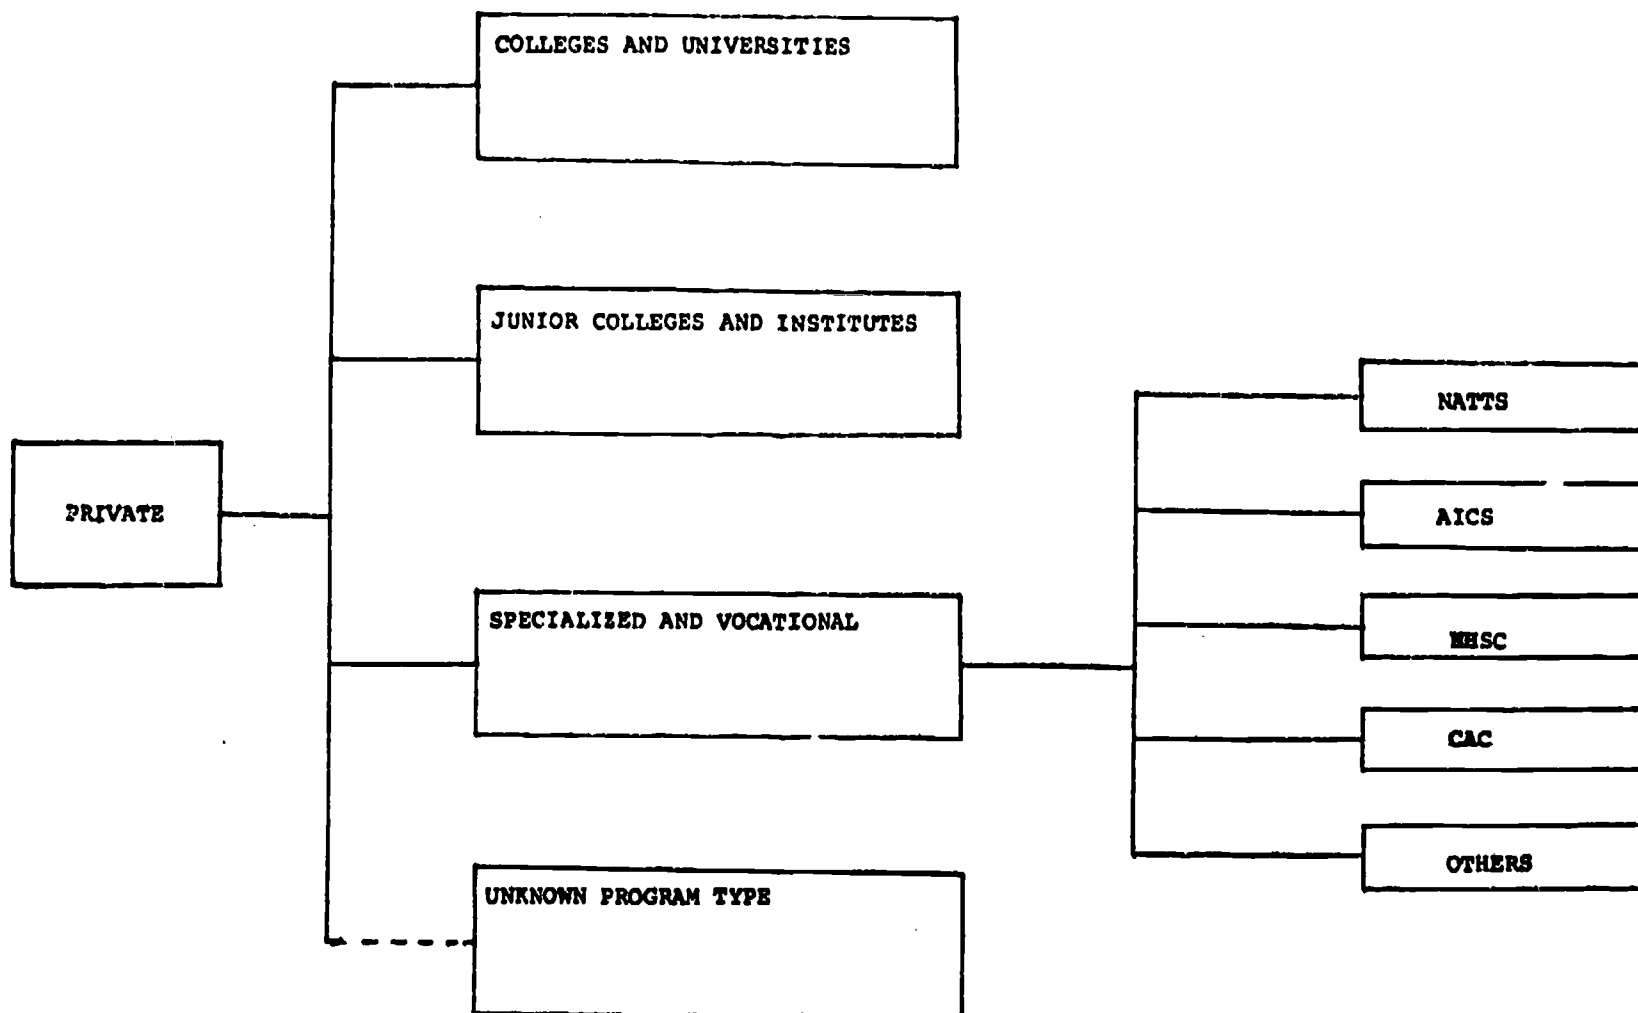 COLLEGES AND UNIVERSITIES
JUNIOR COLLEGES AND INSTITUTES
PRIVATE
SPECIALIZED AND VOCATIONAL
UNKNOWN PROGRAM TYPE
NATTS
AICS
CAC
OTHERS